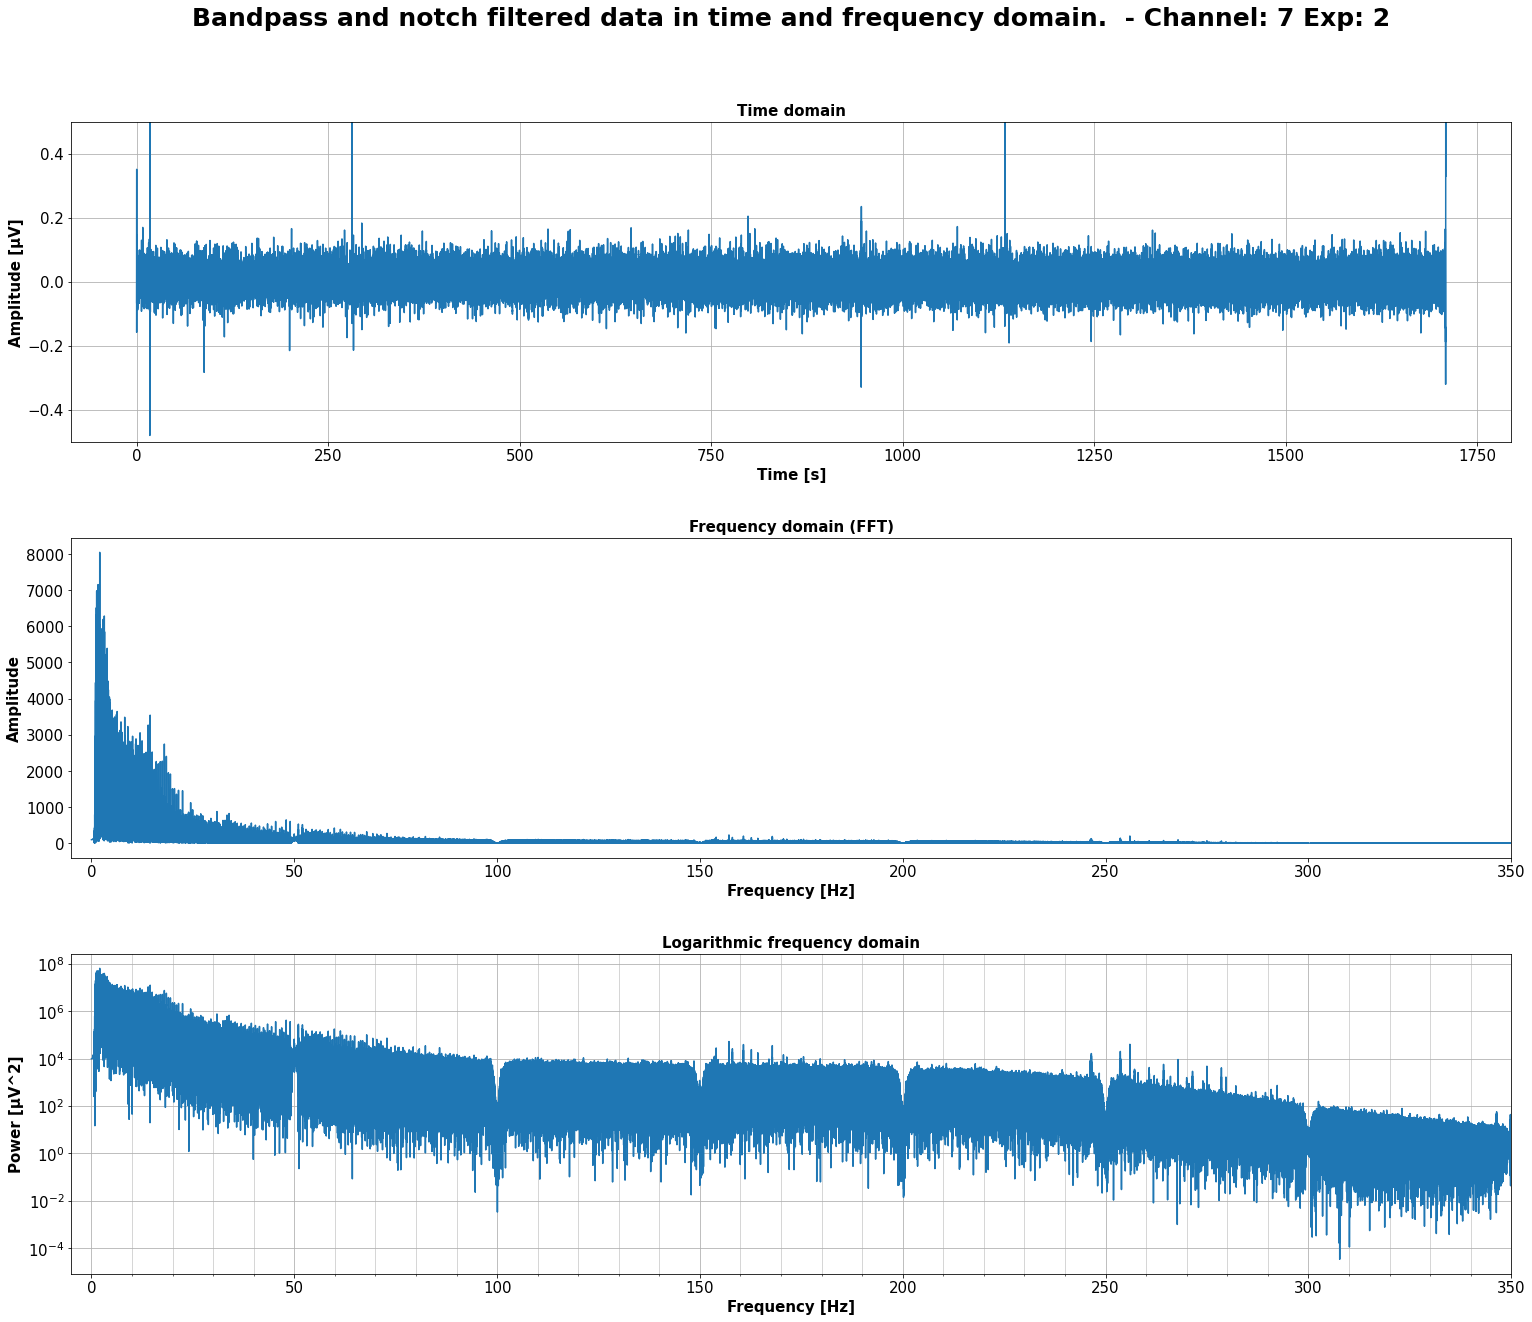 Bandpass and notch filtered data in time and frequency domain.  - Channel: 7 Exp: 2
Time domain
Amplitude [µV]
0.4
0.2
0.0
−0.2
−0.4
0 250 500 750 1000 1250 1500 1750
Time [s]
Frequency domain (FFT)
Amplitude
8000
7000
6000
5000
4000
3000
2000
1000
0
0 50 100 150 200 250 300 350
Frequency [Hz]
Logarithmic frequency domain
Power [µV^2]
10^8
10^6
10^4
10^2
10^0
10^−2
10^−4
0 50 100 150 200 250 300 350
Frequency [Hz]